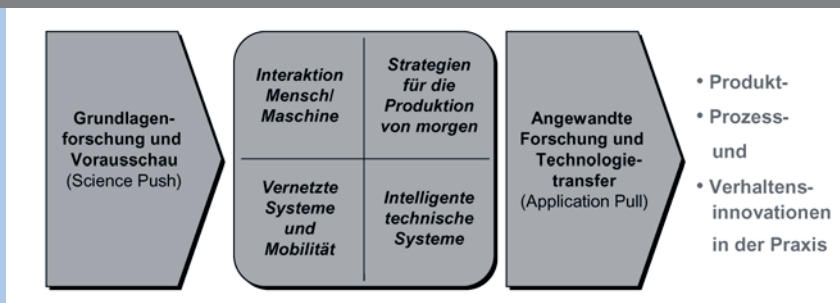 Grundlagen-
forschung und
Vorausschau
(Science Push)
Interaktion
Mensch/
Maschine
Strategien
für die
Produktion
von morgen
Vernetzte
Systeme
und
Mobilität
Intelligente
technische
Systeme
Angewandte
Forschung und
Technologie-
transfer
(Application Pull)
• Produkt-
• Prozess-
und
• Verhaltens-
innovationen
in der Praxis